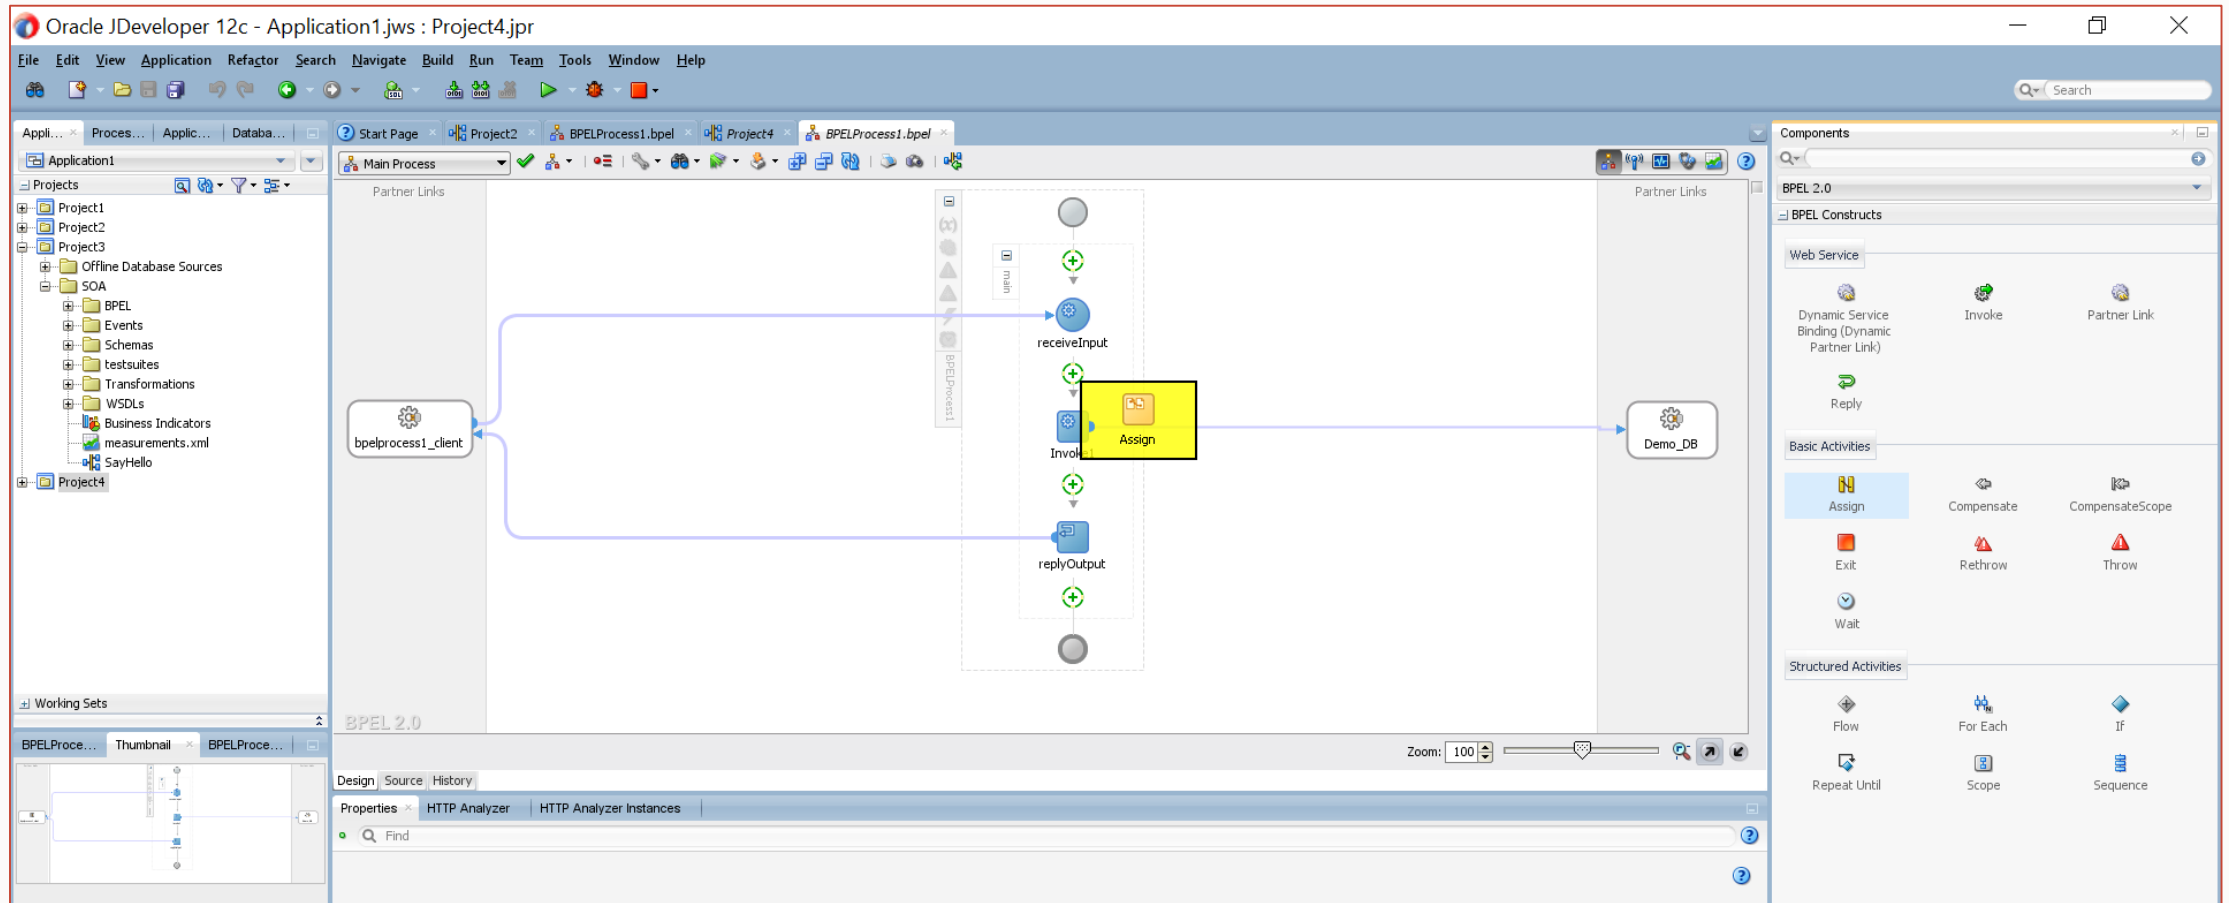 Oracle JDeveloper 12c - Application1.jws : Project4.jpr
File Edit View Application Refactor Search Navigate Build Run Team Tools Window Help
Search
Appli... Proces... Applic... Databa...
Application1
Projects
Project1
Project2
Project3
Offline Database Sources
SOA
BPEL
Events
Schemas
testsuites
Transformations
WSDLs
Business Indicators
measurements.xml
SayHello
Project4
Working Sets
BPELProce... Thumbnail BPELProce...
Start Page Project2 BPELProcess1.bpel Project4 BPELProcess1.bpel
Main Process
Partner Links
Partner Links
(x)
main
BPELProcess1
receiveInput
Assign
Invoke1
replyOutput
bpelprocess1_client
Demo_DB
BPEL 2.0
Zoom: 100
Design Source History
Properties HTTP Analyzer HTTP Analyzer Instances
Find
Components
BPEL 2.0
BPEL Constructs
Web Service
Dynamic Service
Binding (Dynamic
Partner Link)
Invoke
Partner Link
Reply
Basic Activities
Assign Compensate CompensateScope
Exit Rethrow Throw
Wait
Structured Activities
Flow For Each If
Repeat Until Scope Sequence